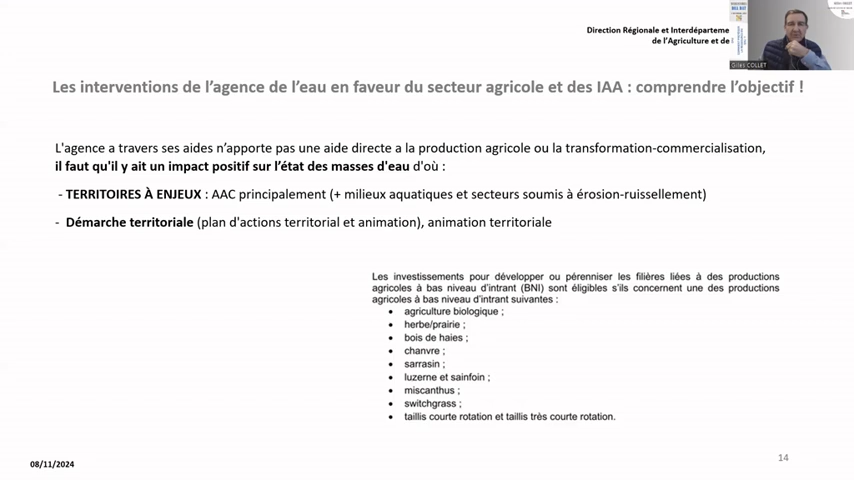 Direction Régionale et Interdéparteme
de l'Agriculture et de
Gilles COLLET
Les interventions de l'agence de l'eau en faveur du secteur agricole et des IAA : comprendre l'objectif !
L'agence a travers ses aides n'apporte pas une aide directe a la production agricole ou la transformation-commercialisation,
il faut qu'il y ait un impact positif sur l'état des masses d'eau d'où :
- TERRITOIRES À ENJEUX : AAC principalement (+ milieux aquatiques et secteurs soumis à érosion-ruissellement)
- Démarche territoriale (plan d'actions territorial et animation), animation territoriale
Les investissements pour développer ou pérenniser les filières liées à des productions
agricoles à bas niveau d'intrant (BNI) sont éligibles s'ils concernent une des productions
agricoles à bas niveau d'intrant suivantes :
• agriculture biologique ;
• herbe/prairie ;
• bois de haies ;
• chanvre ;
• sarrasin ;
• luzerne et sainfoin ;
• miscanthus ;
• switchgrass ;
• taillis courte rotation et taillis très courte rotation.
14
08/11/2024